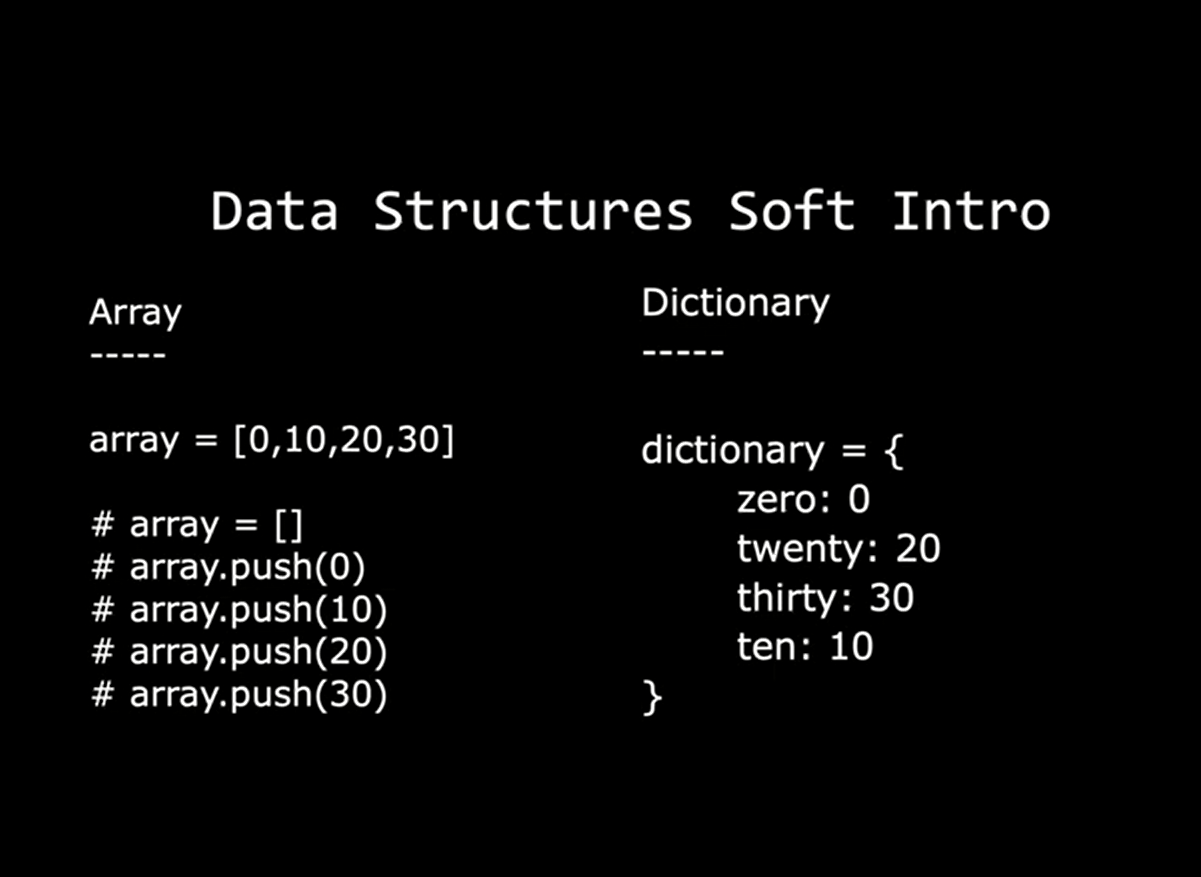 Data Structures Soft Intro
Array
-----
array = [0,10,20,30]
# array = []
# array.push(0)
# array.push(10)
# array.push(20)
# array.push(30)
Dictionary
-----
dictionary = {
zero: 0
twenty: 20
thirty: 30
ten: 10
}